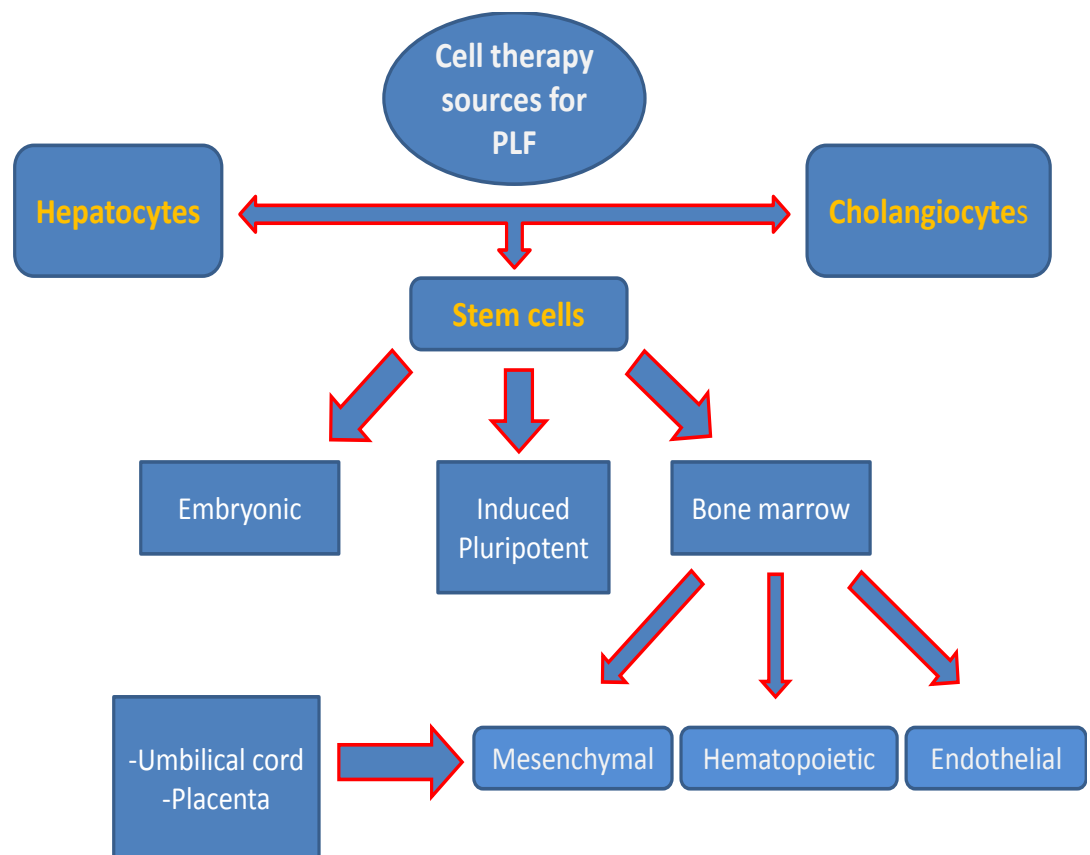 Cell therapy
sources for
PLF
Hepatocytes
Cholangiocytes
Stem cells
Embryonic
Induced
Pluripotent
Bone marrow
-Umbilical cord
-Placenta
Mesenchymal
Hematopoietic
Endothelial